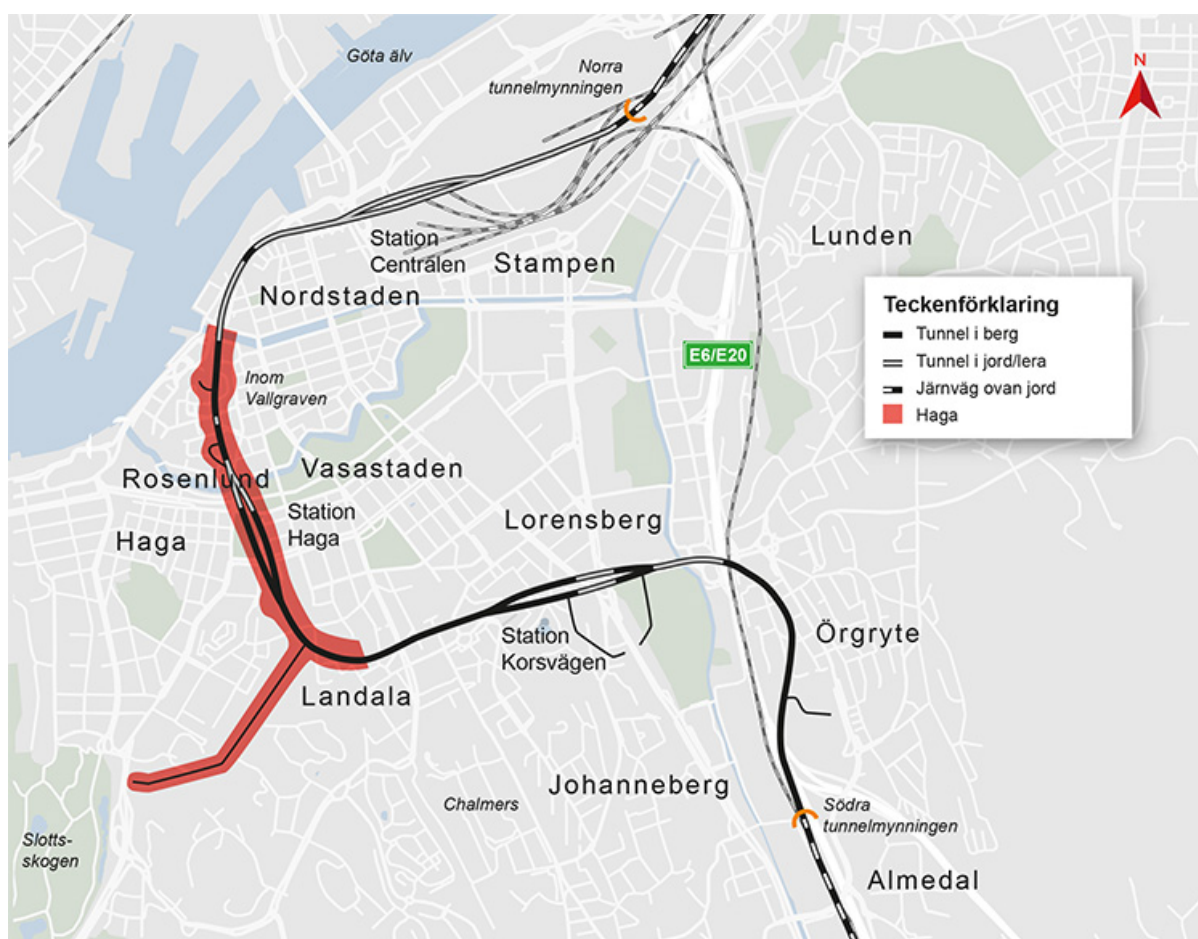 N
Göta älv
Norra
tunnelmynningen
Lunden
Station
Centralen
Stampen
Nordstaden
Teckenförklaring
Tunnel i berg
Tunnel i jord/lera
Järnväg ovan jord
Haga
E6/E20
Inom
Vallgraven
Rosenlund
Vasastaden
Station
Haga
Lorensberg
Haga
Station
Korsvägen
Örgryte
Landala
Johanneberg
Chalmers
Södra
tunnelmynningen
Slotts-
skogen
Almedal